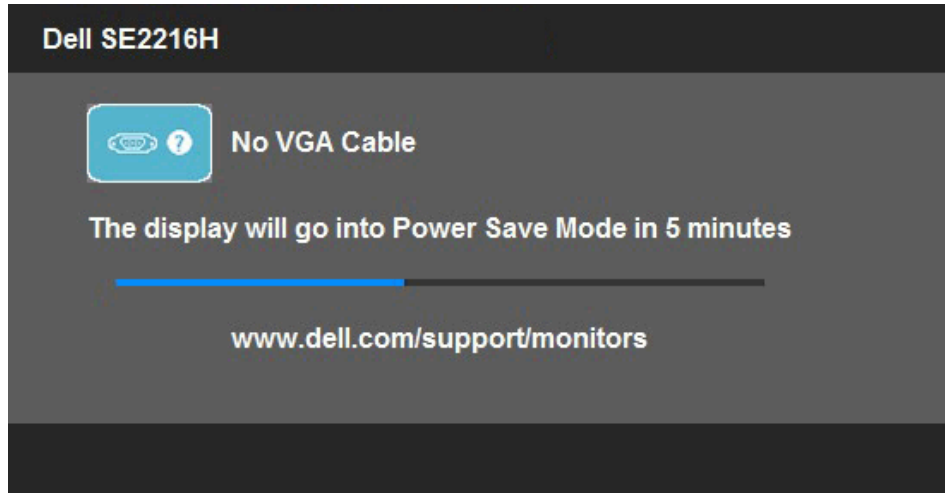 Dell SE2216H
No VGA Cable
The display will go into Power Save Mode in 5 minutes
www.dell.com/support/monitors